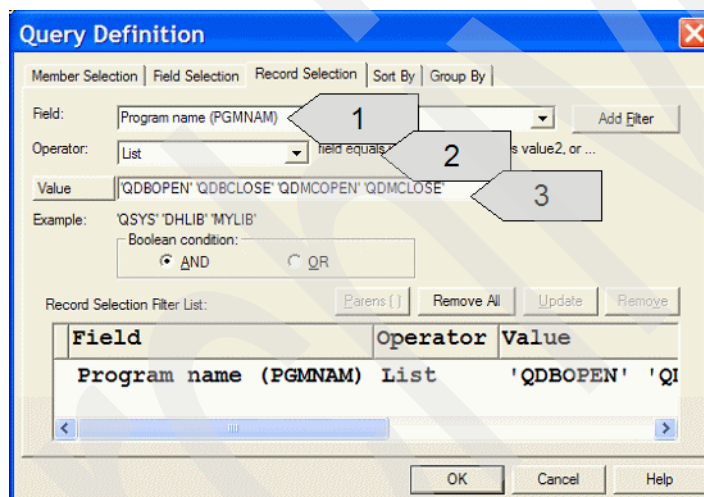 Query Definition
Member Selection Field Selection Record Selection Sort By Group By
Field: Program name (PGMNAM) 1 Add Filter
Operator: List field equals 2 s value2, or ...
Value 'QDBOPEN' 'QDBCLOSE' 'QDMCOPEN' 'QDMCLOSE' 3
Example: 'QSYS' 'DHLIB' 'MYLIB'
Boolean condition:
AND OR
Record Selection Filter List: Parens ( ) Remove All Update Remove
Field Operator Value
Program name (PGMNAM) List 'QDBOPEN'
OK Cancel Help